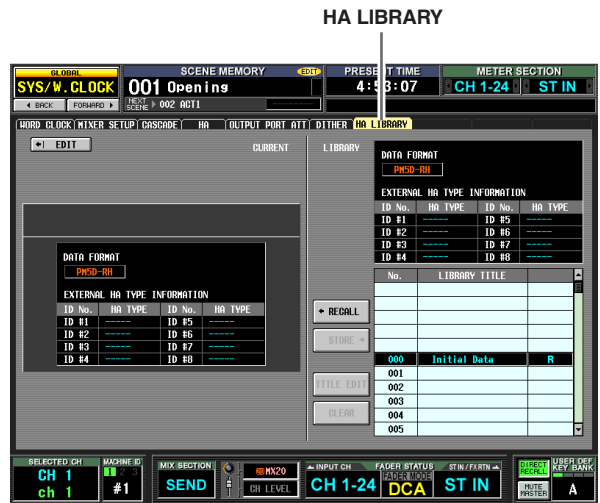 HA LIBRARY
GLOBAL
SYS/W.CLOCK
BACK FORWARD
SCENE MEMORY EDIT
001 Opening
NEXT SCENE 002 ACT1
PRESENT TIME
4:53:07
METER SECTION
CH 1-24 ST IN
WORD CLOCK MIXER SETUP CASCADE HA OUTPUT PORT ATT DITHER HA LIBRARY
EDIT
CURRENT
DATA FORMAT
PM5D-RH
EXTERNAL HA TYPE INFORMATION
ID No. HA TYPE ID No. HA TYPE
ID #1 ----- ID #5 -----
ID #2 ----- ID #6 -----
ID #3 ----- ID #7 -----
ID #4 ----- ID #8 -----
LIBRARY
DATA FORMAT
PM5D-RH
EXTERNAL HA TYPE INFORMATION
ID No. HA TYPE ID No. HA TYPE
ID #1 ----- ID #5 -----
ID #2 ----- ID #6 -----
ID #3 ----- ID #7 -----
ID #4 ----- ID #8 -----
RECALL
STORE
TITLE EDIT
CLEAR
No. LIBRARY TITLE
000 Initial Data R
001
002
003
004
005
SELECTED CH
CH 1
ch 1
MACHINE ID
1 2 3
#1
MIX SECTION
SEND
MX20
CH LEVEL
INPUT CH FADER STATUS ST IN/FXRTN
CH 1-24
FADER MODE
DCA
ST IN
DIRECT RECALL
MUTE MASTER
USER DEF. KEY BANK
A